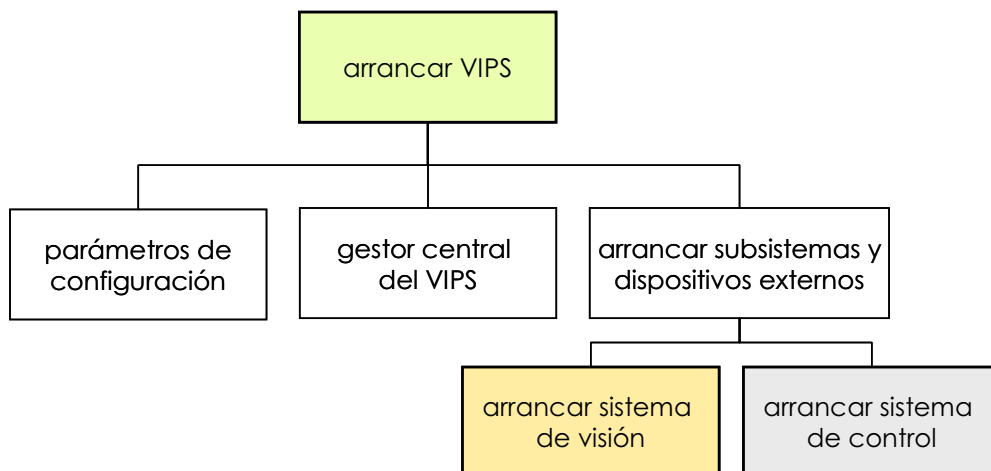 arrancar VIPS
parámetros de
configuración
gestor central
del VIPS
arrancar subsistemas y
dispositivos externos
arrancar sistema
de visión
arrancar sistema
de control